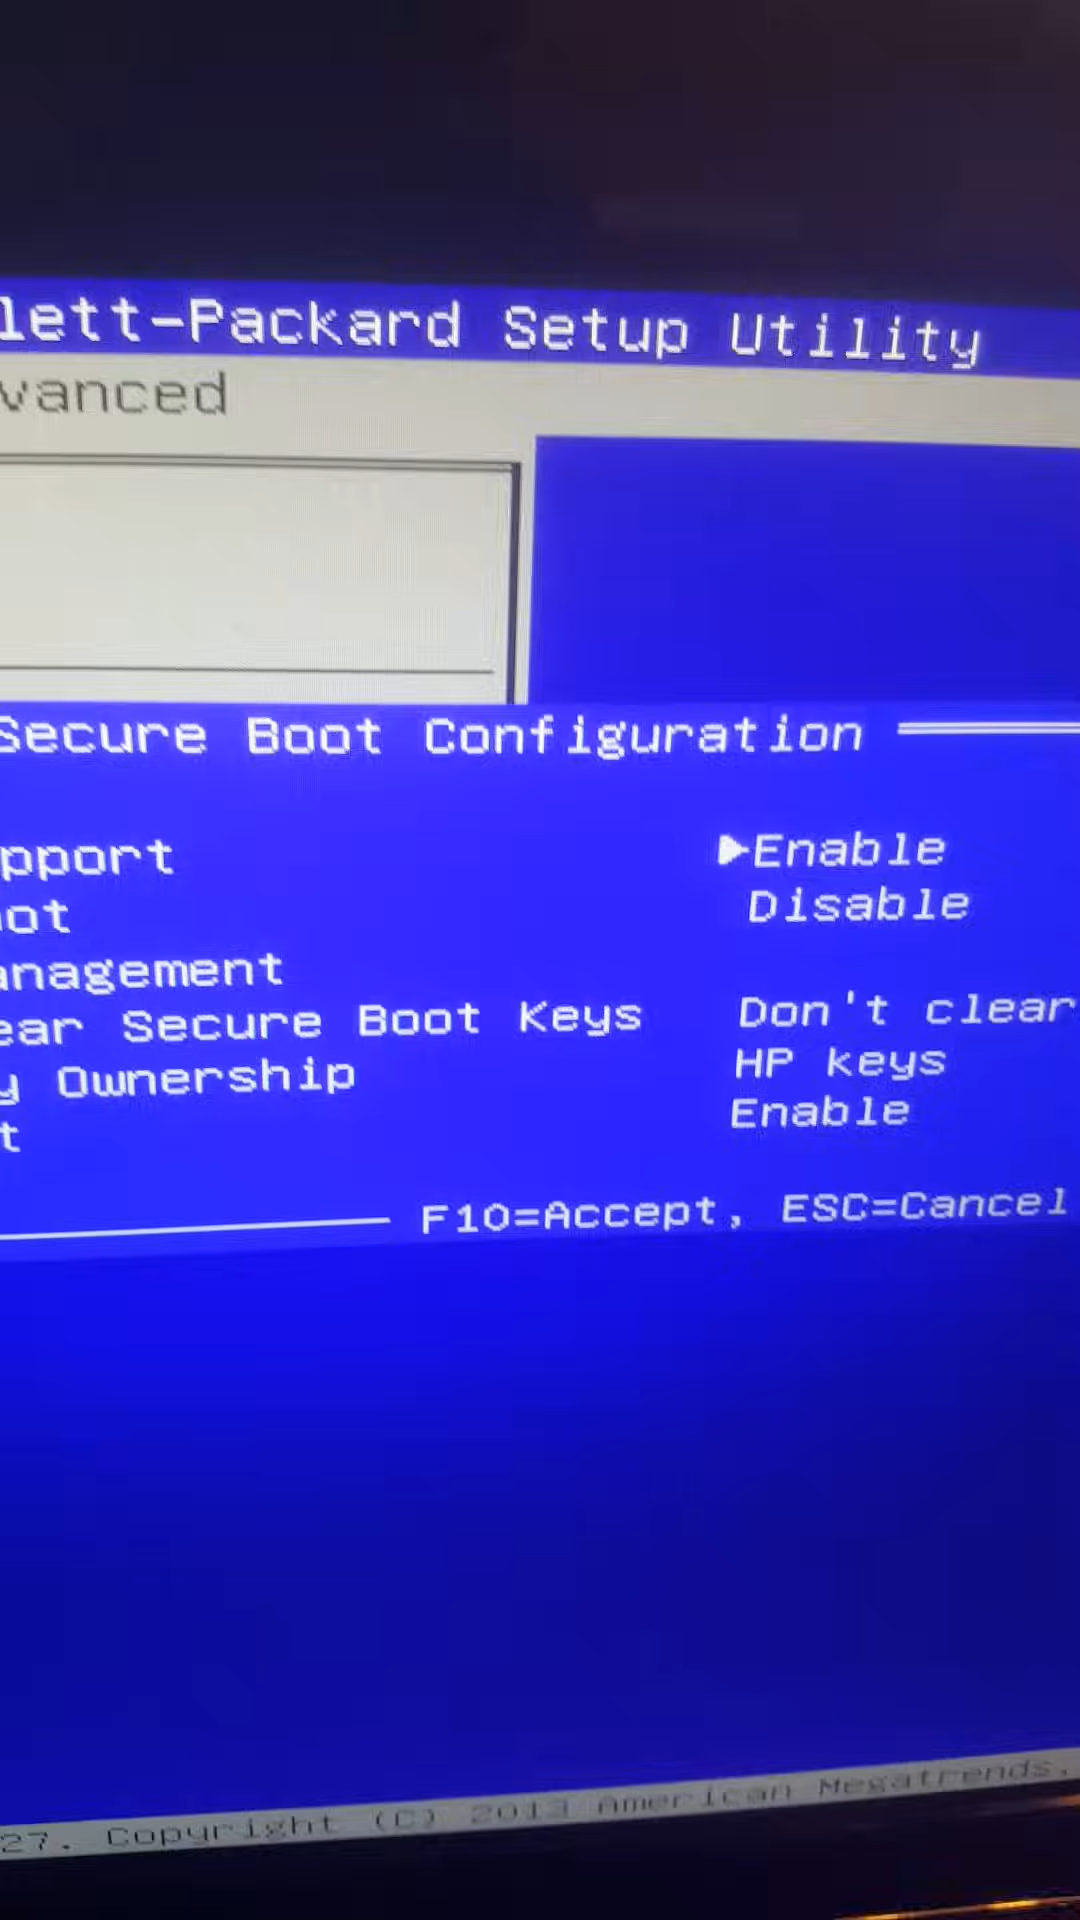 lett-Packard Setup Utility
vanced
Secure Boot Configuration
pport ►Enable
ot Disable
anagement
ear Secure Boot Keys Don't clear
y Ownership HP keys
t Enable
F10=Accept, ESC=Cancel
27. Copyright (C) 2013 American Megatrends.